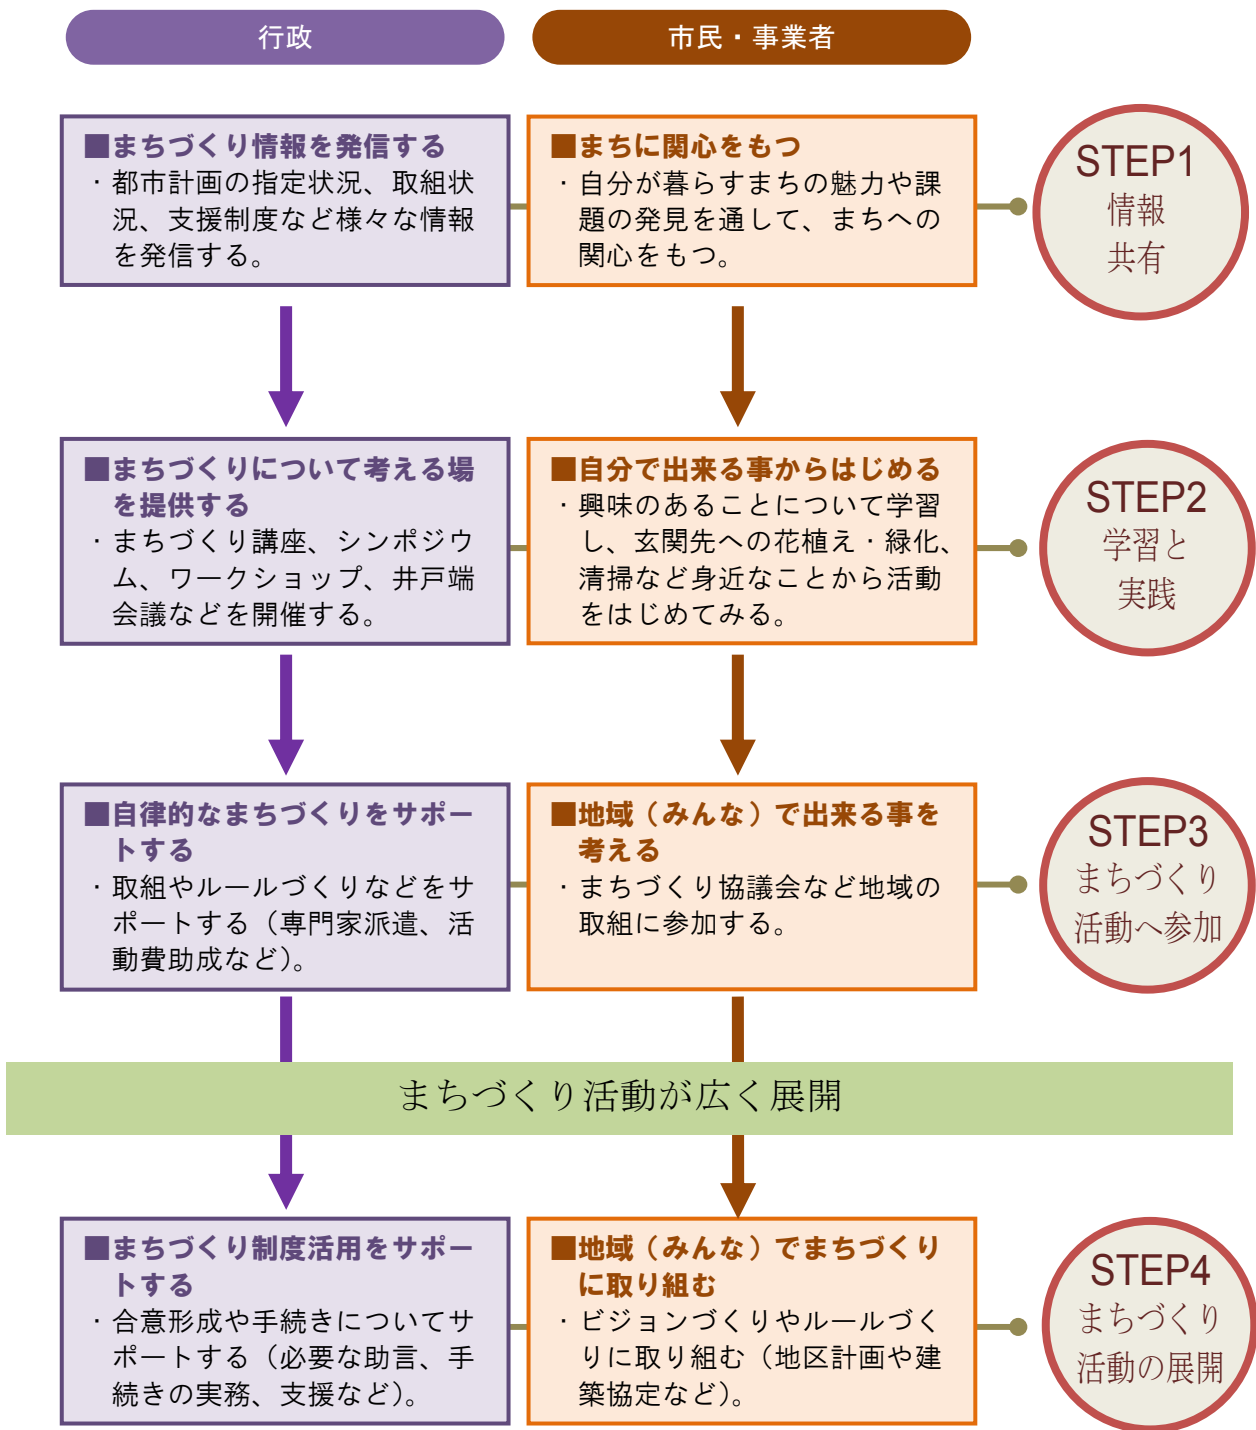 行政
市民・事業者
■まちづくり情報を発信する
・都市計画の指定状況、取組状
況、支援制度など様々な情報
を発信する。
■まちに関心をもつ
・自分が暮らすまちの魅力や課
題の発見を通して、まちへの
関心をもつ。
STEP1
情報
共有
■まちづくりについて考える場
を提供する
・まちづくり講座、シンポジウ
ム、ワークショップ、井戸端
会議などを開催する。
■自分で出来る事からはじめる
・興味のあることについて学習
し、玄関先への花植え・緑化、
清掃など身近なことから活動
をはじめてみる。
STEP2
学習と
実践
■自律的なまちづくりをサポー
トする
・取組やルールづくりなどをサ
ポートする（専門家派遣、活
動費助成など）。
■地域（みんな）で出来る事を
考える
・まちづくり協議会など地域の
取組に参加する。
STEP3
まちづくり
活動へ参加
まちづくり活動が広く展開
■まちづくり制度活用をサポー
トする
・合意形成や手続きについてサ
ポートする（必要な助言、手
続きの実務、支援など）。
■地域（みんな）でまちづくり
に取り組む
・ビジョンづくりやルールづく
りに取り組む（地区計画や建
築協定など）。
STEP4
まちづくり
活動の展開